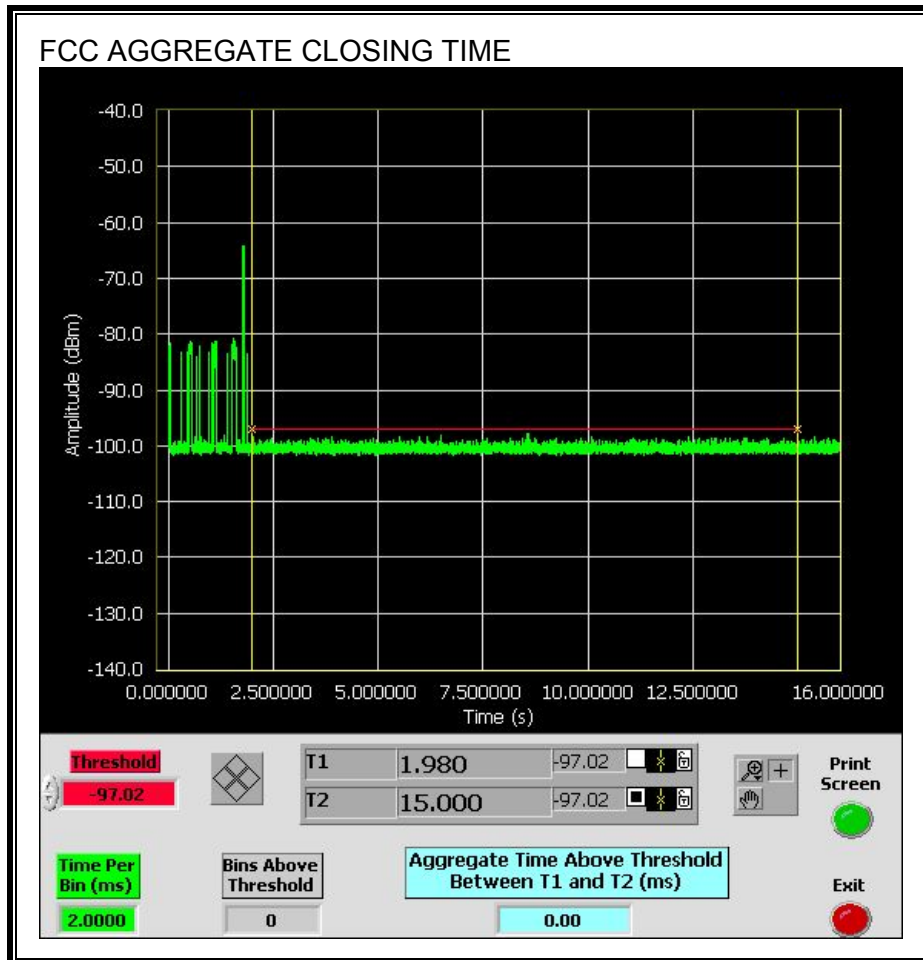 FCC AGGREGATE CLOSING TIME
-40.0
-50.0
-60.0
-70.0
-80.0
-90.0
-100.0
-110.0
-120.0
-130.0
-140.0
Amplitude (dBm)
0.000000 2.500000 5.000000 7.500000 10.000000 12.500000 16.000000
Time (s)
Threshold
-97.02
T1 1.980 -97.02
T2 15.000 -97.02
Print
Screen
Time Per
Bin (ms)
2.0000
Bins Above
Threshold
0
Aggregate Time Above Threshold
Between T1 and T2 (ms)
0.00
Exit